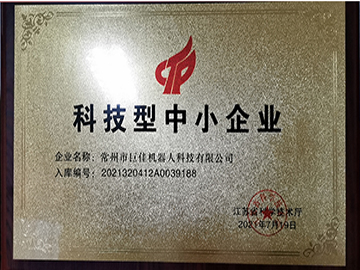 科技型中小企业
企业名称：常州市巨佳机器人科技有限公司
入库编号：2021320412A0039188
江苏省科学技术厅
2021年7月19日